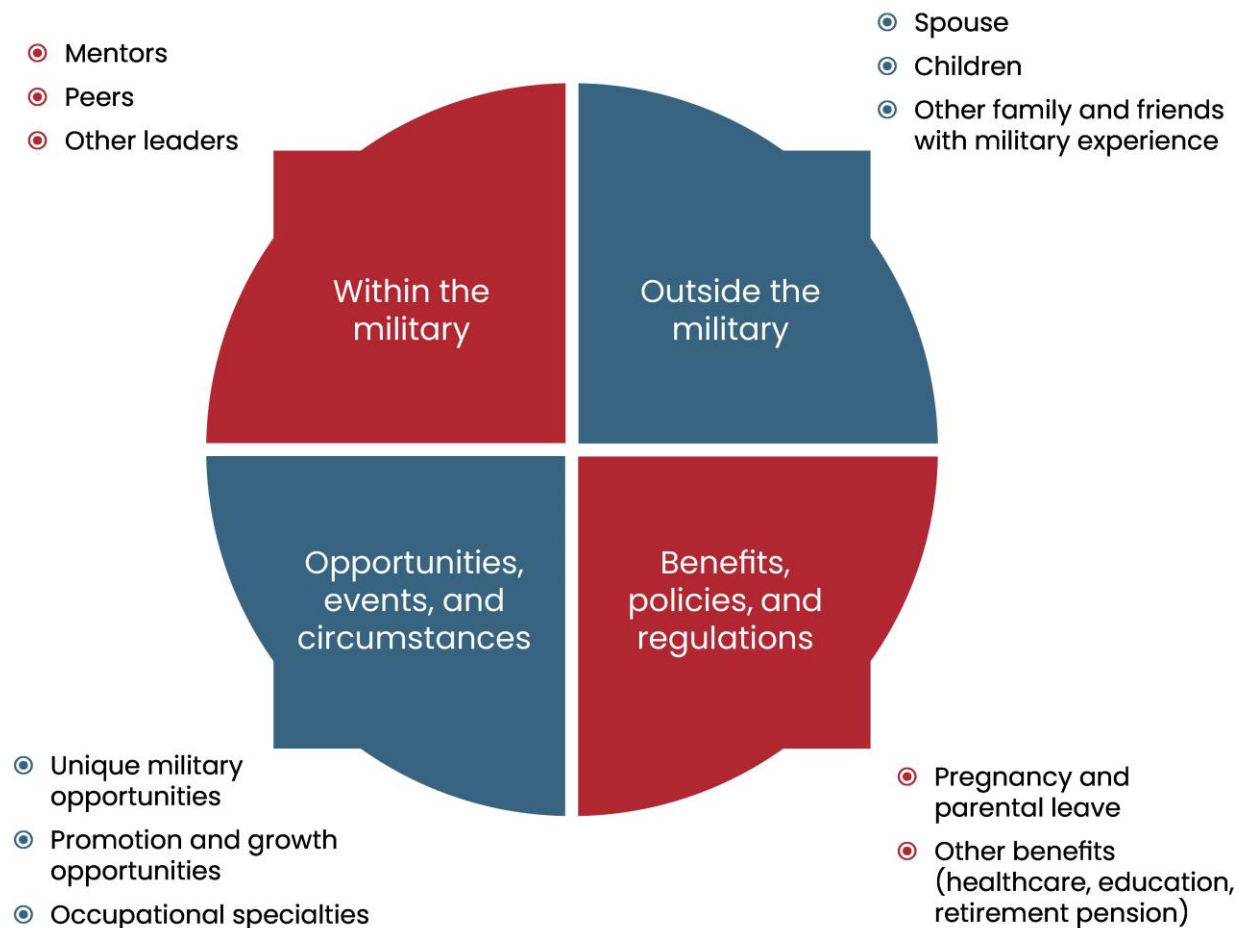 Mentors
Peers
Other leaders
Spouse
Children
Other family and friends
with military experience
Within the
military
Outside the
military
Opportunities,
events, and
circumstances
Benefits,
policies, and
regulations
Unique military
opportunities
Promotion and growth
opportunities
Occupational specialties
Pregnancy and
parental leave
Other benefits
(healthcare, education,
retirement pension)